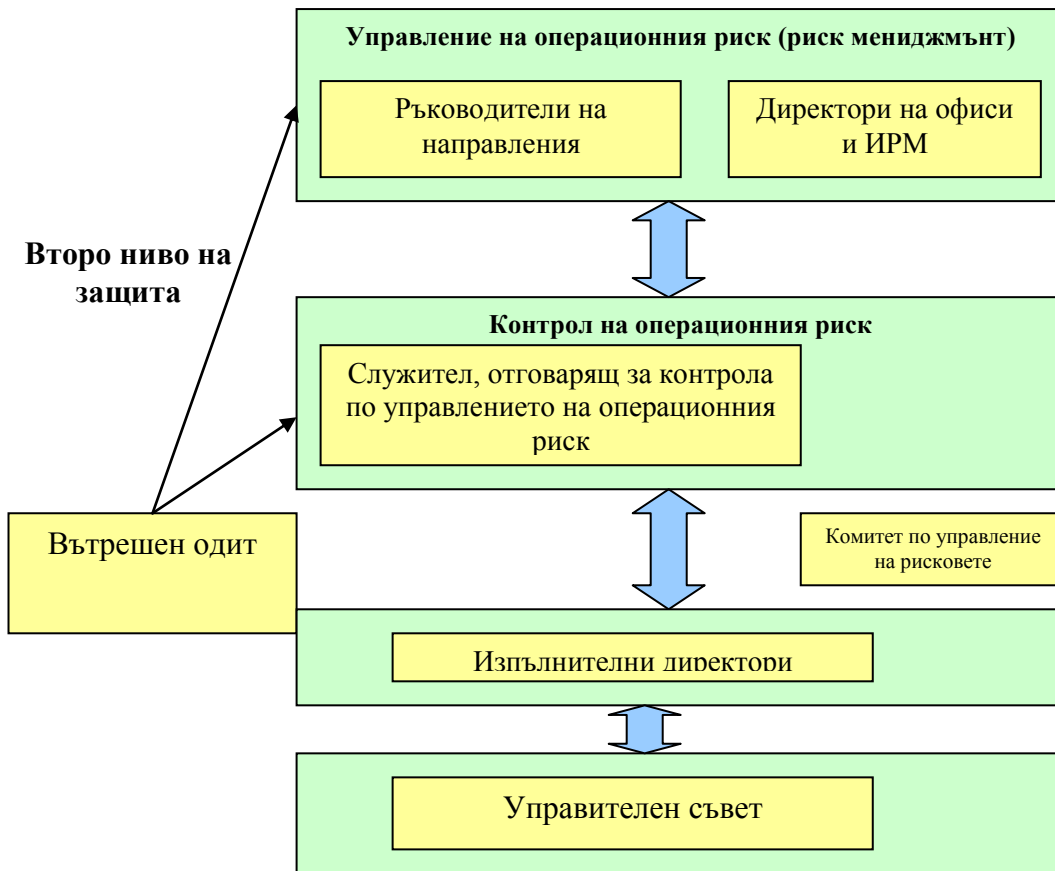 Управление на операционния риск (риск мениджмънт)
Ръководители на
направления
Директори на офиси
и ИРМ
Второ ниво на
защита
Контрол на операционния риск
Служител, отговарящ за контрола
по управлението на операционния
риск
Вътрешен одит
Комитет по управление
на рисковете
Изпълнителни директори
Управителен съвет